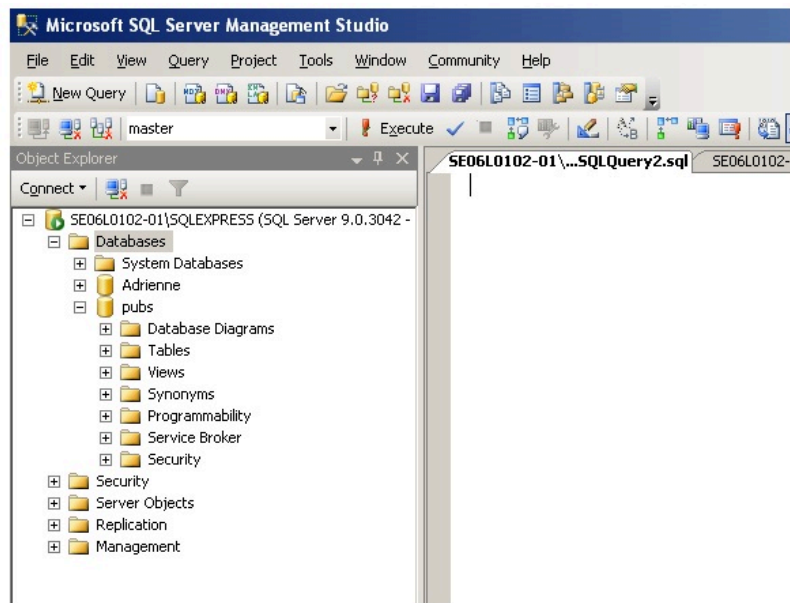 Microsoft SQL Server Management Studio
File Edit View Query Project Tools Window Community Help
New Query
master Execute
Object Explorer
SE06L0102-01\...SQLQuery2.sql SE06L0102-
Connect
SE06L0102-01\SQLEXPRESS (SQL Server 9.0.3042 -
Databases
System Databases
Adrienne
pubs
Database Diagrams
Tables
Views
Synonyms
Programmability
Service Broker
Security
Security
Server Objects
Replication
Management